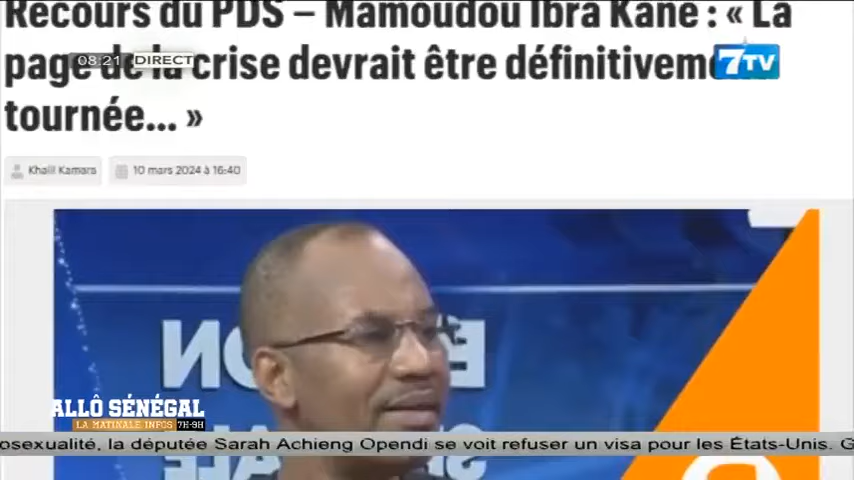 Recours du PDS – Mamoudou Ibra Kane : « La
page de la crise devrait être définitivement
tournée... »
08:21 DIRECT
7TV
Khalil Kamara
10 mars 2024 à 16:40
ALLÔ SÉNÉGAL
LA MATINALE INFOS 7H-9H
osexualité, la députée Sarah Achieng Opendi se voit refuser un visa pour les États-Unis. G